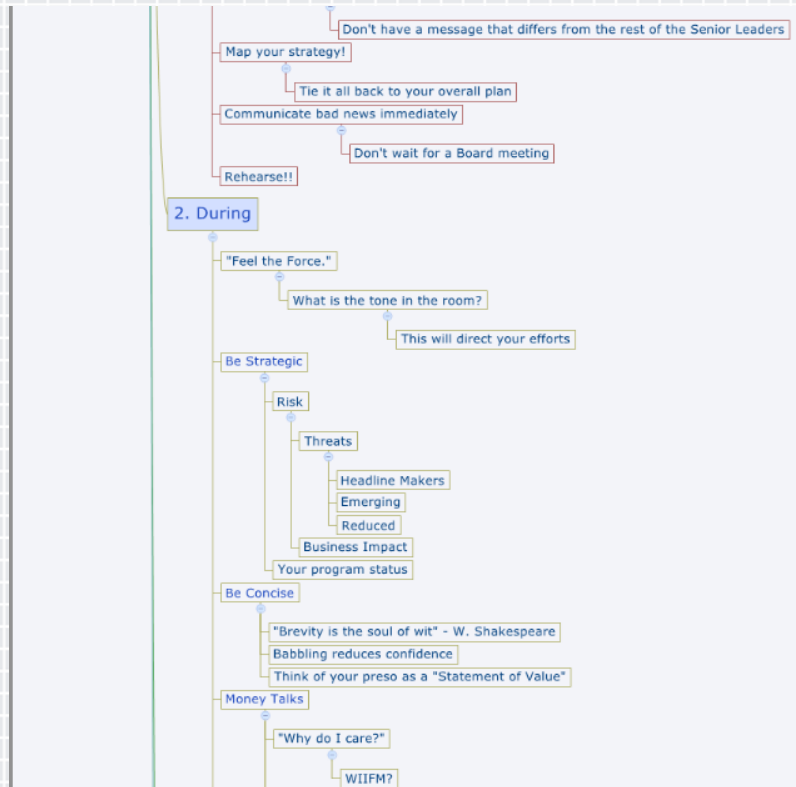 Don't have a message that differs from the rest of the Senior Leaders
Map your strategy!
Tie it all back to your overall plan
Communicate bad news immediately
Don't wait for a Board meeting
Rehearse!!
2. During
"Feel the Force."
What is the tone in the room?
This will direct your efforts
Be Strategic
Risk
Threats
Headline Makers
Emerging
Reduced
Business Impact
Your program status
Be Concise
"Brevity is the soul of wit" - W. Shakespeare
Babbling reduces confidence
Think of your preso as a "Statement of Value"
Money Talks
"Why do I care?"
WIIFM?